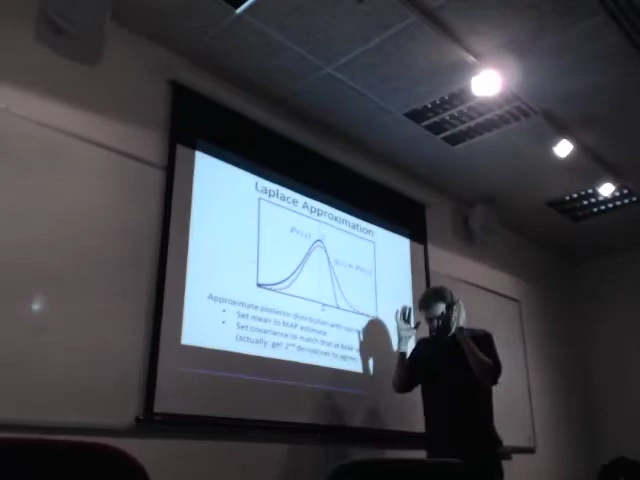 Laplace Approximation
Approximate posterior distribution with
Set mean to MAP estimate
Set covariance to match that at MAP
(actually: get 2nd derivatives to agree)